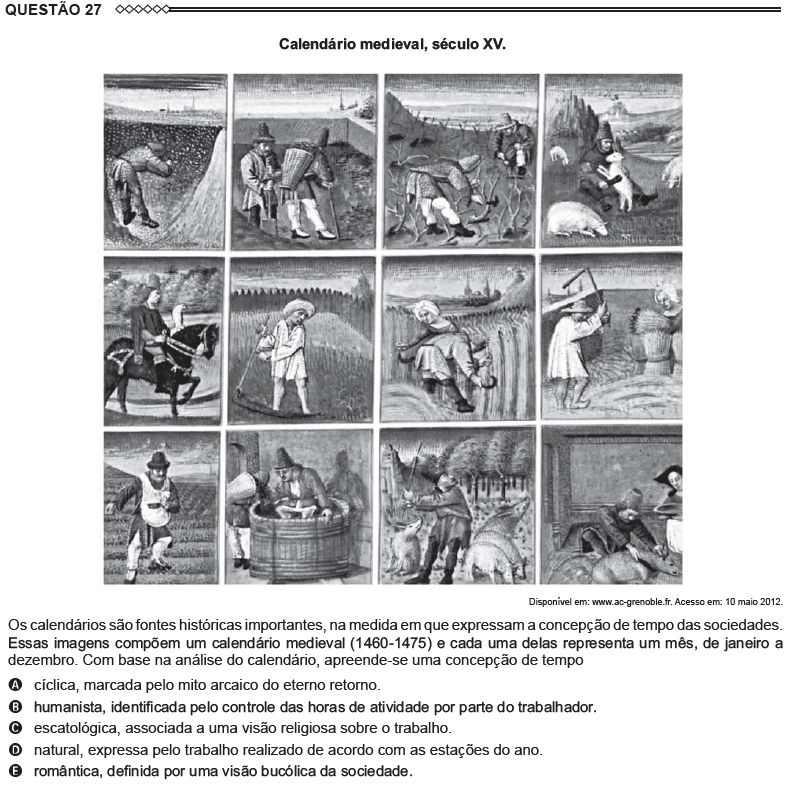 QUESTÃO 27
Calendário medieval, século XV.
Disponível em: www.ac-grenoble.fr. Acesso em: 10 maio 2012.
Os calendários são fontes históricas importantes, na medida em que expressam a concepção de tempo das sociedades.
Essas imagens compõem um calendário medieval (1460-1475) e cada uma delas representa um mês, de janeiro a
dezembro. Com base na análise do calendário, apreende-se uma concepção de tempo
A cíclica, marcada pelo mito arcaico do eterno retorno.
B humanista, identificada pelo controle das horas de atividade por parte do trabalhador.
C escatológica, associada a uma visão religiosa sobre o trabalho.
D natural, expressa pelo trabalho realizado de acordo com as estações do ano.
E romântica, definida por uma visão bucólica da sociedade.